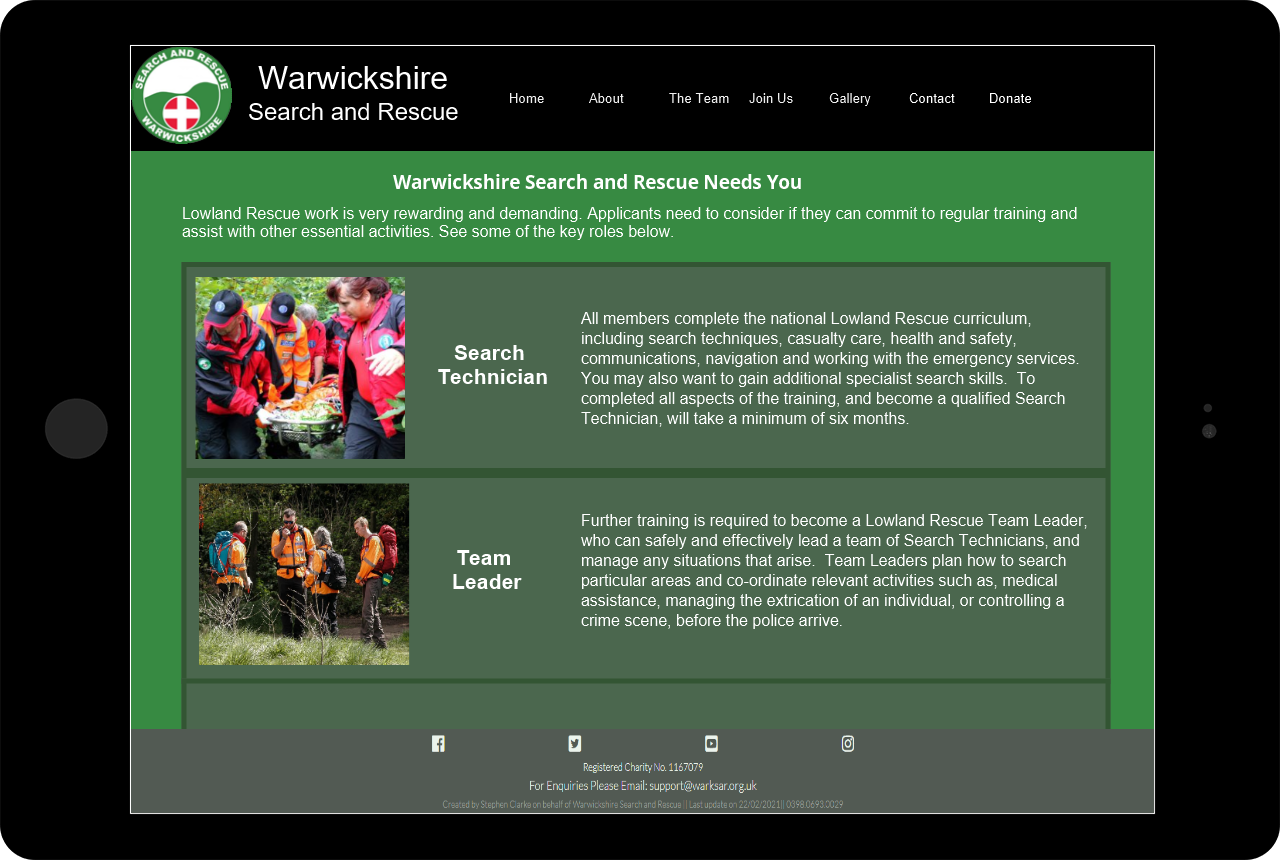 SEARCH AND RESCUE
WARWICKSHIRE
Warwickshire
Search and Rescue
Home About The Team Join Us Gallery Contact Donate
Warwickshire Search and Rescue Needs You
Lowland Rescue work is very rewarding and demanding. Applicants need to consider if they can commit to regular training and
assist with other essential activities. See some of the key roles below.
Search
Technician
All members complete the national Lowland Rescue curriculum,
including search techniques, casualty care, health and safety,
communications, navigation and working with the emergency services.
You may also want to gain additional specialist search skills. To
completed all aspects of the training, and become a qualified Search
Technician, will take a minimum of six months.
Team
Leader
Further training is required to become a Lowland Rescue Team Leader,
who can safely and effectively lead a team of Search Technicians, and
manage any situations that arise. Team Leaders plan how to search
particular areas and co-ordinate relevant activities such as, medical
assistance, managing the extrication of an individual, or controlling a
crime scene, before the police arrive.
Registered Charity No. 1167079
For Enquiries Please Email: support@warksar.org.uk
Created by Stephen Clarke on behalf of Warwickshire Search and Rescue || Last update on 22/02/2021|| 0398.0693.0029